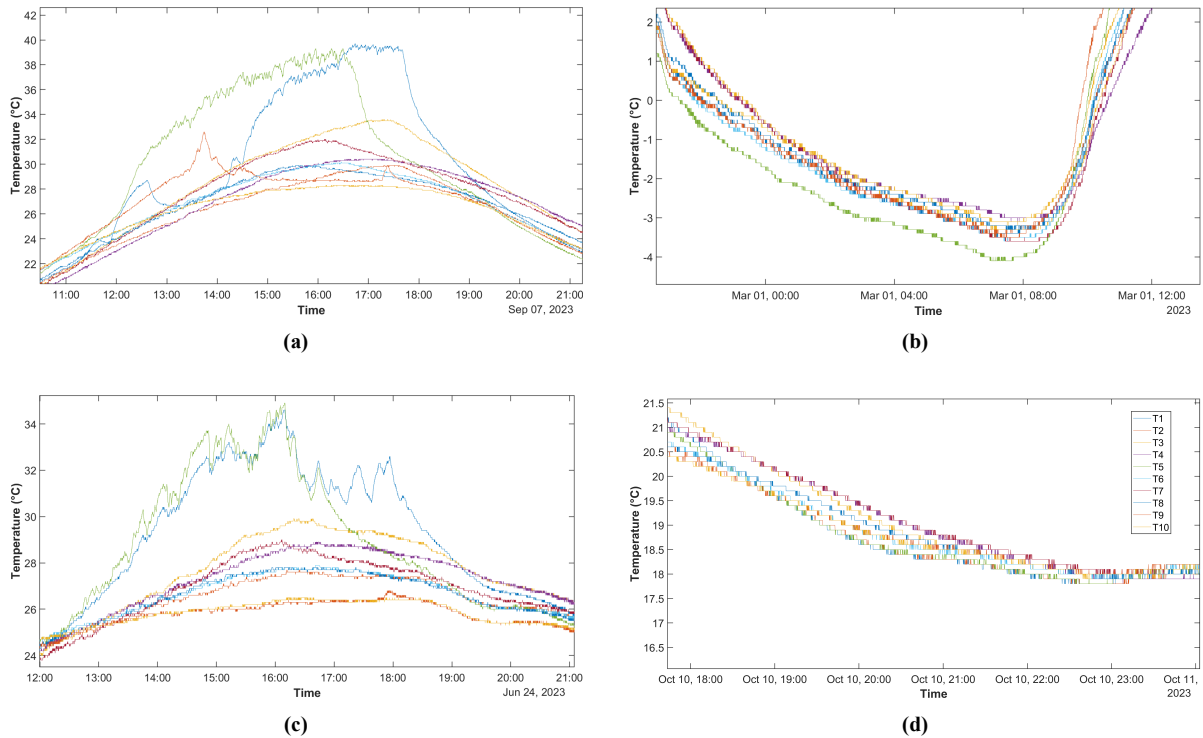 42
40
38
36
34
32
30
28
26
24
22
Temperature (°C)
11:00 12:00 13:00 14:00 15:00 16:00 17:00 18:00 19:00 20:00 21:00
Time
Sep 07, 2023
(a)
2
1
0
-1
-2
-3
-4
Temperature (°C)
Mar 01, 00:00 Mar 01, 04:00 Mar 01, 08:00 Mar 01, 12:00
Time
2023
(b)
34
32
30
28
26
24
Temperature (°C)
12:00 13:00 14:00 15:00 16:00 17:00 18:00 19:00 20:00 21:00
Time
Jun 24, 2023
(c)
21.5
21
20.5
20
19.5
19
18.5
18
17.5
17
16.5
Temperature (°C)
T1
T2
T3
T4
T5
T6
T7
T8
T9
T10
Oct 10, 18:00 Oct 10, 19:00 Oct 10, 20:00 Oct 10, 21:00 Oct 10, 22:00 Oct 10, 23:00 Oct 11,
Time
2023
(d)